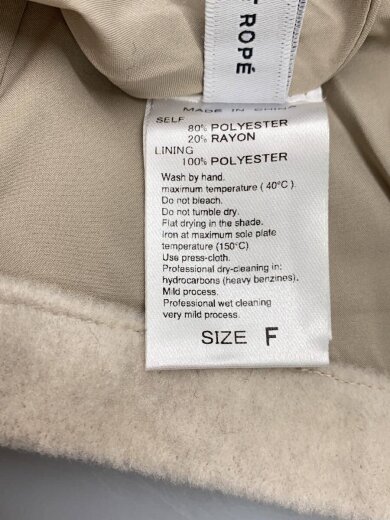 ROPÉ
MADE IN CHINA
SELF
80% POLYESTER
20% RAYON
LINING
100% POLYESTER
Wash by hand.
maximum temperature ( 40°C ).
Do not bleach.
Do not tumble dry.
Flat drying in the shade.
Iron at maximum sole plate
temperature (150°C)
Use press-cloth.
Professional dry-cleaning in:
hydrocarbons (heavy benzines).
Mild process.
Professional wet cleaning
very mild process.
SIZE F